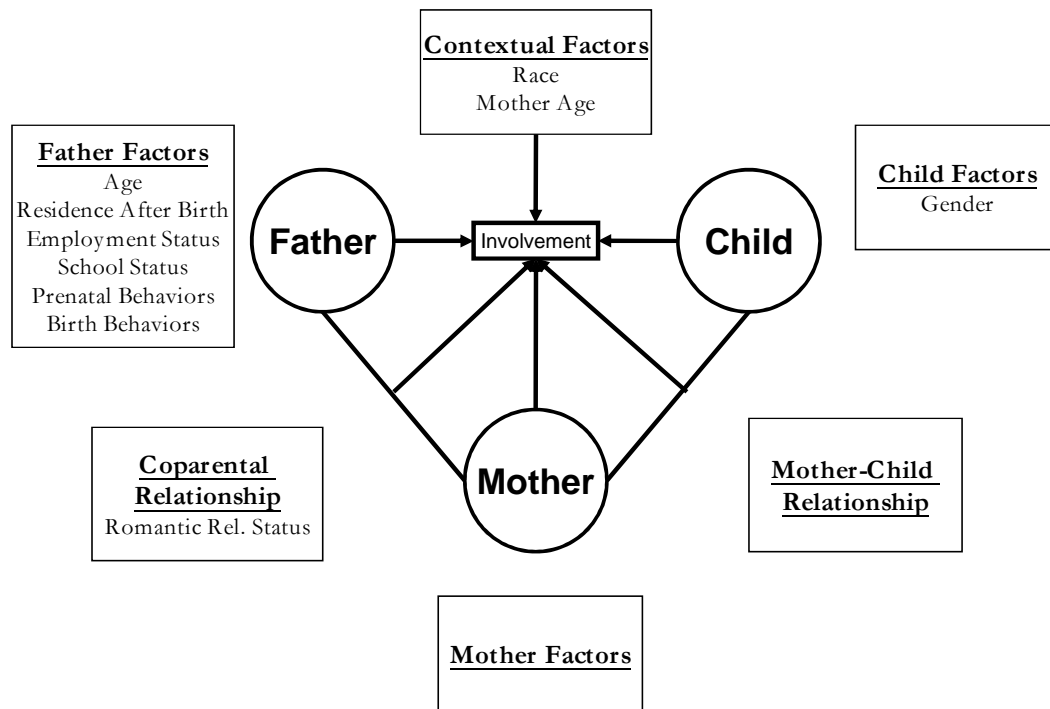 Contextual Factors
Race
Mother Age
Father Factors
Age
Residence After Birth
Employment Status
School Status
Prenatal Behaviors
Birth Behaviors
Child Factors
Gender
Father
Involvement
Child
Mother
Coparental
Relationship
Romantic Rel. Status
Mother-Child
Relationship
Mother Factors